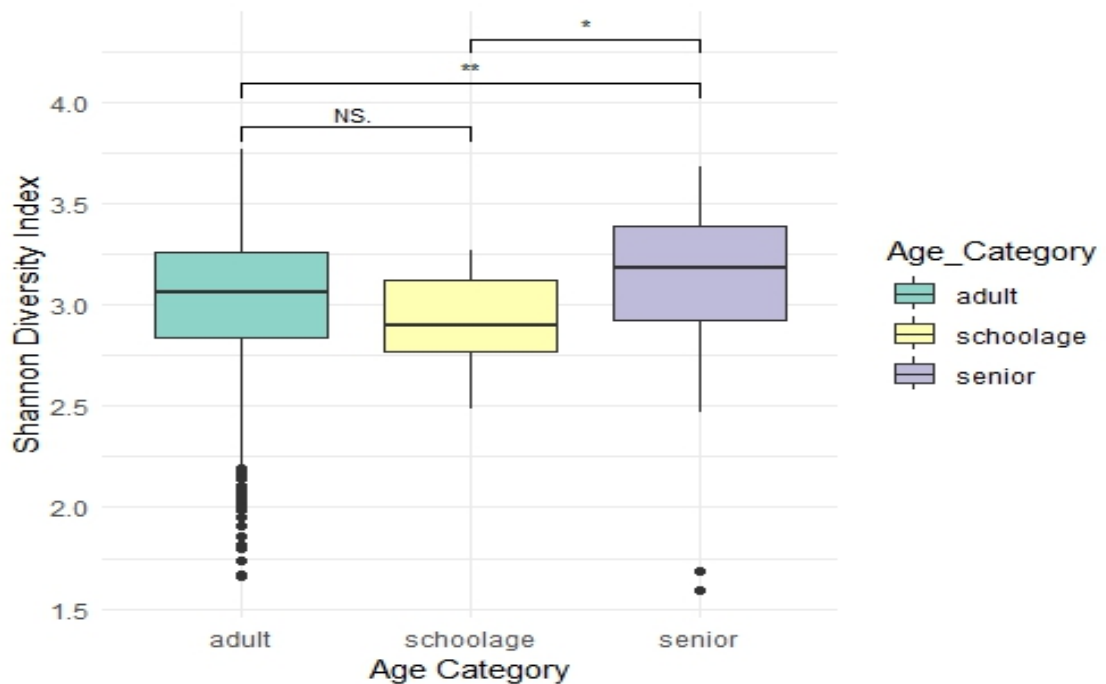 *
**
NS.
4.0
3.5
3.0
2.5
2.0
1.5
Shannon Diversity Index
adult
schoolage
senior
Age Category
Age_Category
adult
schoolage
senior